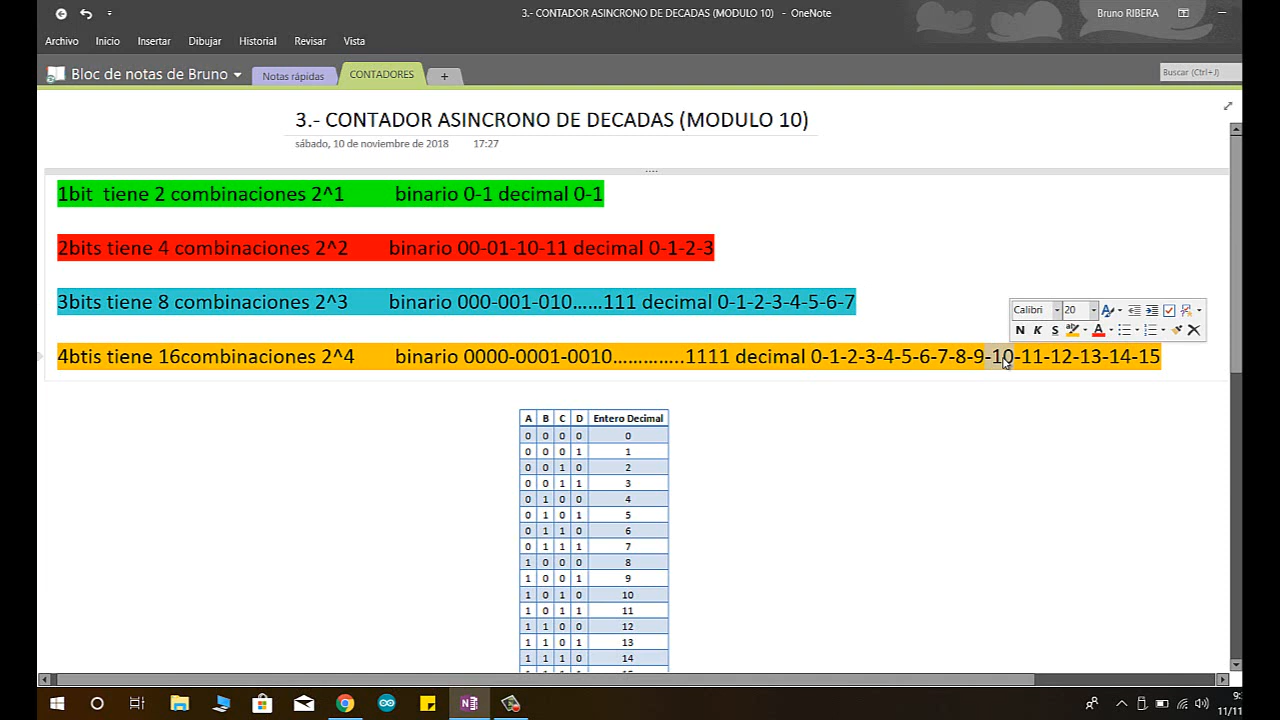 3.- CONTADOR ASINCRONO DE DECADAS (MODULO 10) - OneNote
Bruno RIBERA
Archivo Inicio Insertar Dibujar Historial Revisar Vista
Bloc de notas de Bruno Notas rápidas CONTADORES +
Buscar (Ctrl+J)
3.- CONTADOR ASINCRONO DE DECADAS (MODULO 10)
sábado, 10 de noviembre de 2018 17:27
1bit tiene 2 combinaciones 2^1 binario 0-1 decimal 0-1
2bits tiene 4 combinaciones 2^2 binario 00-01-10-11 decimal 0-1-2-3
3bits tiene 8 combinaciones 2^3 binario 000-001-010......111 decimal 0-1-2-3-4-5-6-7
Calibri 20
N K S
4btis tiene 16combinaciones 2^4 binario 0000-0001-0010.............1111 decimal 0-1-2-3-4-5-6-7-8-9-10-11-12-13-14-15
A B C D Entero Decimal
0 0 0 0 0
0 0 0 1 1
0 0 1 0 2
0 0 1 1 3
0 1 0 0 4
0 1 0 1 5
0 1 1 0 6
0 1 1 1 7
1 0 0 0 8
1 0 0 1 9
1 0 1 0 10
1 0 1 1 11
1 1 0 0 12
1 1 0 1 13
1 1 1 0 14
9:
11/11